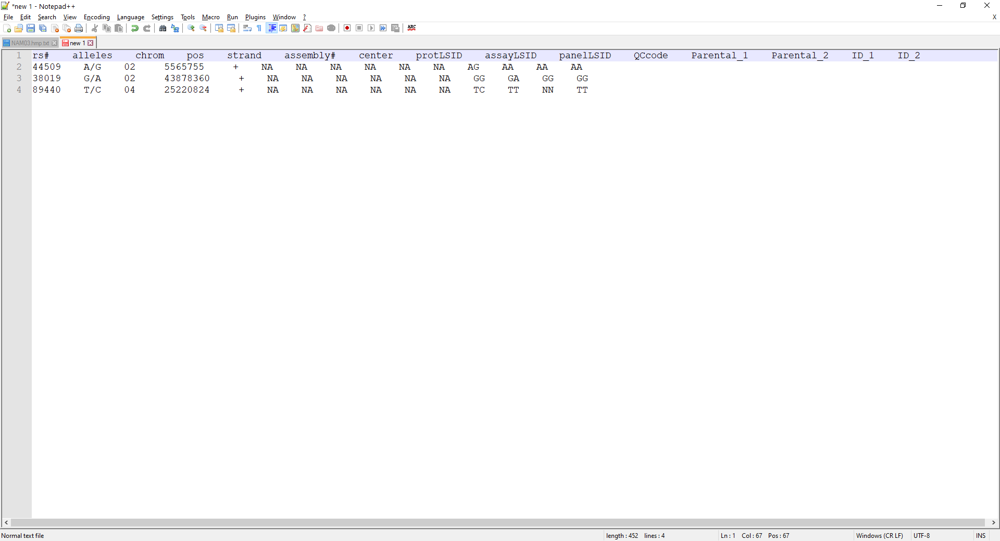 *new 1 - Notepad++
File Edit Search View Encoding Language Settings Tools Macro Run Plugins Window ? X
ABC
NAM03.hmp.txt new 1
1 rs# alleles chrom pos strand assembly# center protLSID assayLSID panelLSID QCcode Parental_1 Parental_2 ID_1 ID_2
2 44509 A/G 02 5565755 + NA NA NA NA NA NA AG AA AA AA
3 38019 G/A 02 43878360 + NA NA NA NA NA NA GG GA GG GG
4 89440 T/C 04 25220824 + NA NA NA NA NA NA TC TT NN TT
Normal text file length : 452 lines : 4 Ln : 1 Col : 67 Pos : 67 Windows (CR LF) UTF-8 INS